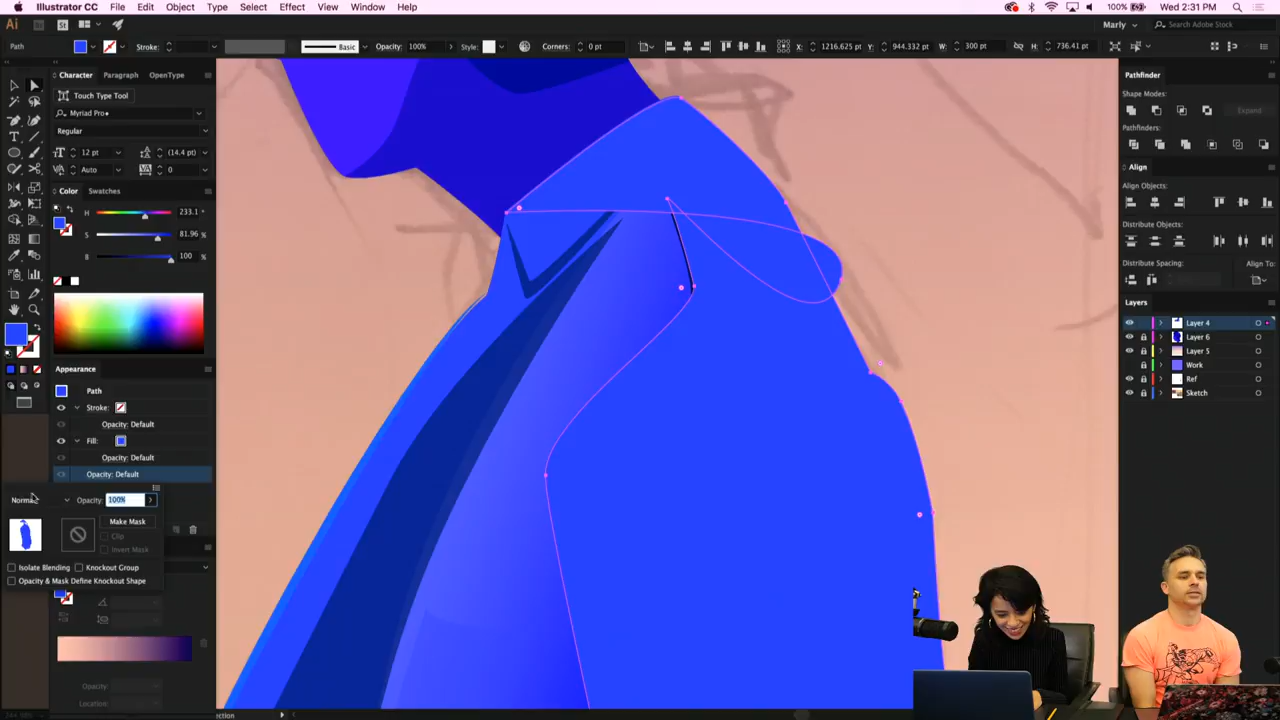 Illustrator CC File Edit Object Type Select Effect View Window Help 100% Wed 2:31 PM Marly
Ai Br St Marly Search Adobe Stock
Path Stroke: Basic Opacity: 100% Style: Corners: 0 pt X: 1216.625 pt Y: 944.332 pt W: 300 pt H: 736.41 pt
Character Paragraph OpenType
Touch Type Tool
Myriad Pro
Regular
12 pt (14.4 pt)
Auto 0
Color Swatches
H 233.1 °
S 81.96 %
B 100 %
Appearance
Path
Stroke:
Opacity: Default
Fill:
Opacity: Default
Opacity: Default
Normal Opacity: 100%
Make Mask
Clip
Invert Mask
Isolate Blending Knockout Group
Opacity & Mask Define Knockout Shape
Opacity:
Location:
Pathfinder
Shape Modes:
Expand
Pathfinders:
Align
Align Objects:
Distribute Objects:
Distribute Spacing: Align To:
Layers
Layer 4
Layer 6
Layer 5
Work
Ref
Sketch